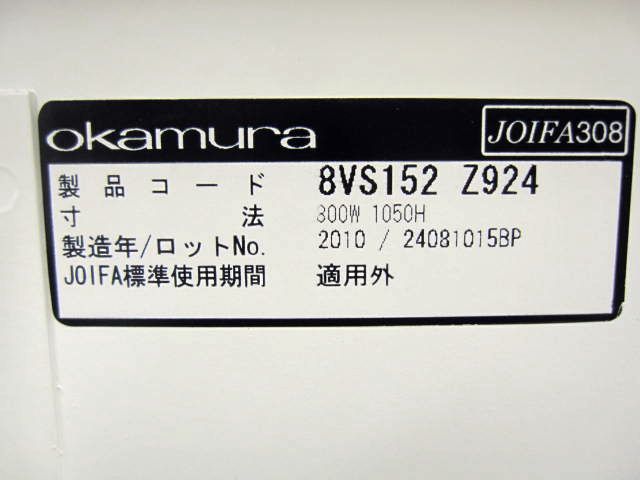 okamura
JOIFA308
製品コード 8VS152 Z924
寸法 800W 1050H
製造年/ロットNo. 2010 / 24081015BP
JOIFA標準使用期間 適用外